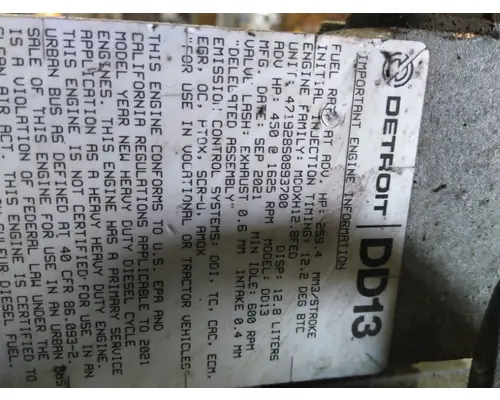 DETROIT | DD13
IMPORTANT ENGINE INFORMATION
FUEL RATE AT ADV. HP: 259.4 MM3/STROKE
INITIAL INJECTION TIMING: 12.2 DEG BTC
ENGINE FAMILY: MDDXH12.8FED DISP: 12.8 LITERS
UNIT: 471928S0893700 MODEL: DD13
ADV HP: 450 @ 1625 RPM MIN IDLE: 600 RPM
MFG. DATE: SEP 2021
VALVE LASH: EXHAUST 0.6 MM INTAKE 0.4 MM
"DELEGATED ASSEMBLY"
EMISSION CONTROL SYSTEMS: DDI, TC, CAC, ECM,
EGR, OC, PTOX, SCR-U, AMOX
"FOR USE IN VOCATIONAL OR TRACTOR VEHICLES"
THIS ENGINE CONFORMS TO U.S. EPA AND
CALIFORNIA REGULATIONS APPLICABLE TO 2021
MODEL YEAR NEW HEAVY DUTY DIESEL CYCLE
ENGINES. THIS ENGINE HAS A PRIMARY SERVICE
APPLICATION AS A HEAVY HEAVY DUTY ENGINE.
THIS ENGINE IS NOT CERTIFIED FOR USE IN AN
URBAN BUS AS DEFINED AT 40 CFR 86.093-2.
SALE OF THIS ENGINE FOR USE IN AN URBAN BUS
IS A VIOLATION OF FEDERAL LAW UNDER THE
CLEAN AIR ACT. THIS ENGINE IS CERTIFIED TO
SULFUR DIESEL FUEL.